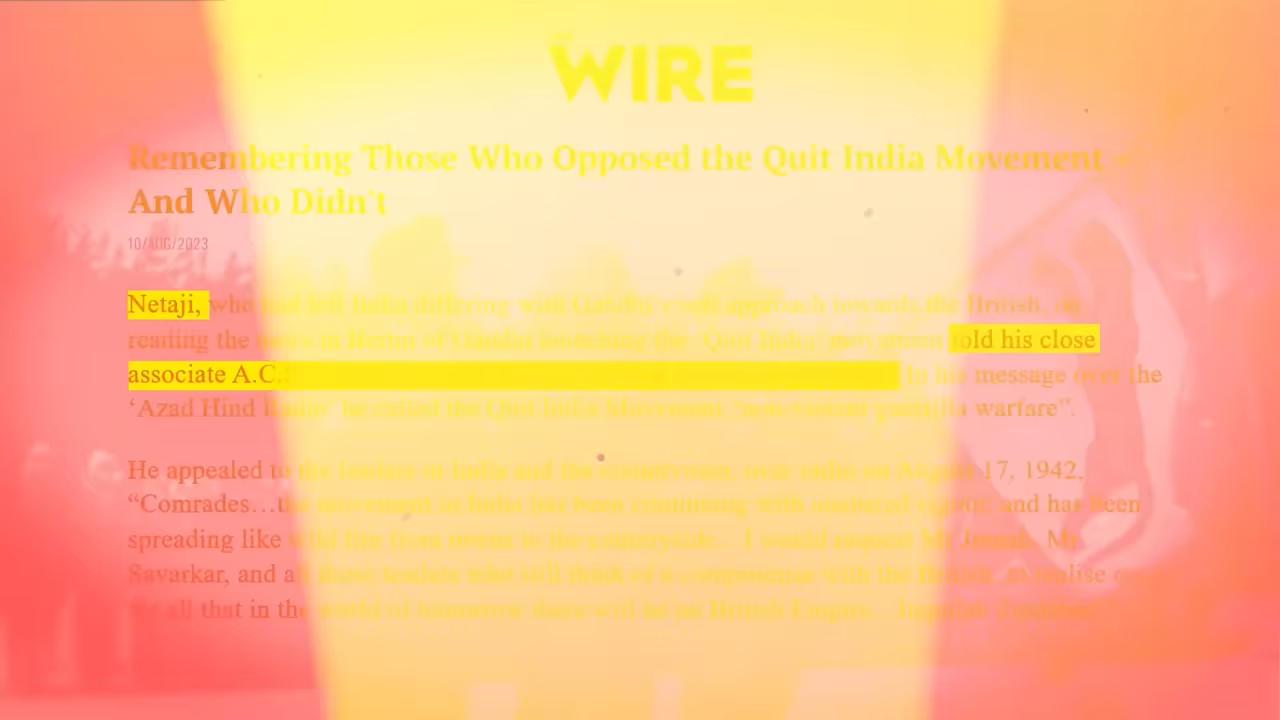 WIRE
Remembering Those Who Opposed the Quit India Movement -
And Who Didn't
10/AUG/2023
Netaji, who had left India differing with Gandhi's soft approach towards the British, on
reading the news in Berlin of Gandhi launching the 'Quit India' movement told his close
associate A.C. In his message over the
'Azad Hind Radio' he called the Quit India Movement "non-violent guerrilla warfare".
He appealed to the leaders in India and the countrymen, over radio on August 17, 1942,
"Comrades…the movement in India has been continuing with unabated vigour, and has been
spreading like wild fire from towns to the countryside… I would request Mr. Jinnah, Mr.
Savarkar, and all those leaders who still think of a compromise with the British, to realise
all that in the world of tomorrow there will be no British Empire…